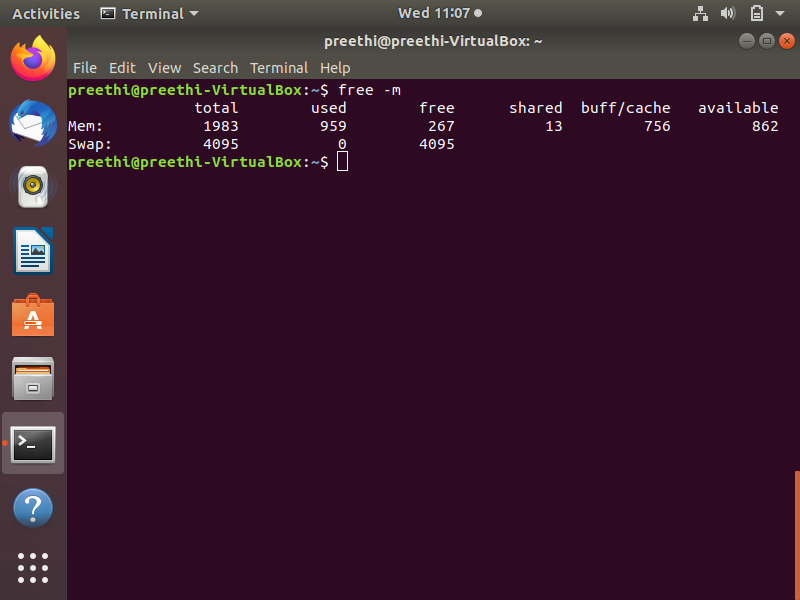 Activities Terminal Wed 11:07
preethi@preethi-VirtualBox: ~
File Edit View Search Terminal Help
preethi@preethi-VirtualBox:~$ free -m
total used free shared buff/cache available
Mem: 1983 959 267 13 756 862
Swap: 4095 0 4095
preethi@preethi-VirtualBox:~$